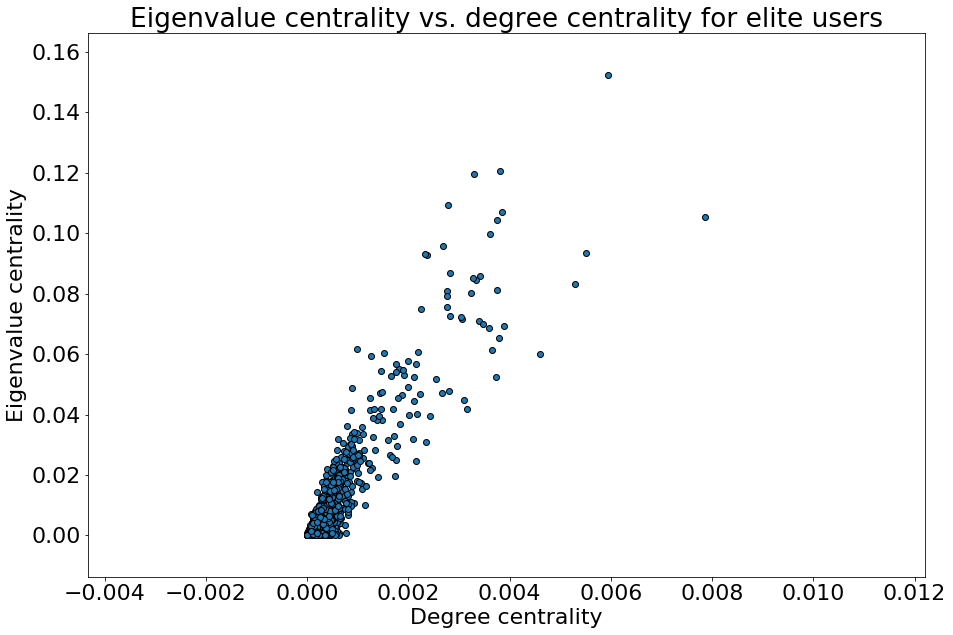 Eigenvalue centrality vs. degree centrality for elite users
0.16
0.14
0.12
0.10
0.08
0.06
0.04
0.02
0.00
Eigenvalue centrality
−0.004 −0.002 0.000 0.002 0.004 0.006 0.008 0.010 0.012
Degree centrality